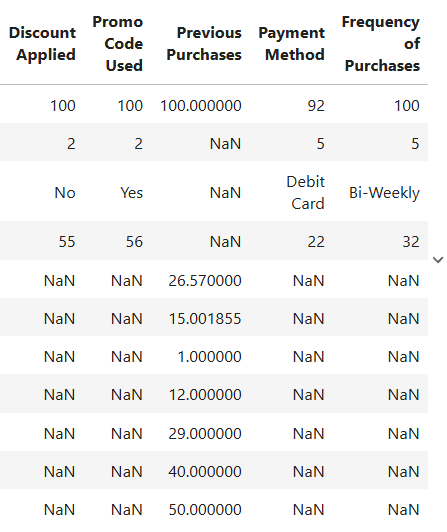 Discount Applied Promo Code Used Previous Purchases Payment Method Frequency of Purchases
100 100 100.000000 92 100
2 2 NaN 5 5
No Yes NaN Debit Card Bi-Weekly
55 56 NaN 22 32
NaN NaN 26.570000 NaN NaN
NaN NaN 15.001855 NaN NaN
NaN NaN 1.000000 NaN NaN
NaN NaN 12.000000 NaN NaN
NaN NaN 29.000000 NaN NaN
NaN NaN 40.000000 NaN NaN
NaN NaN 50.000000 NaN NaN